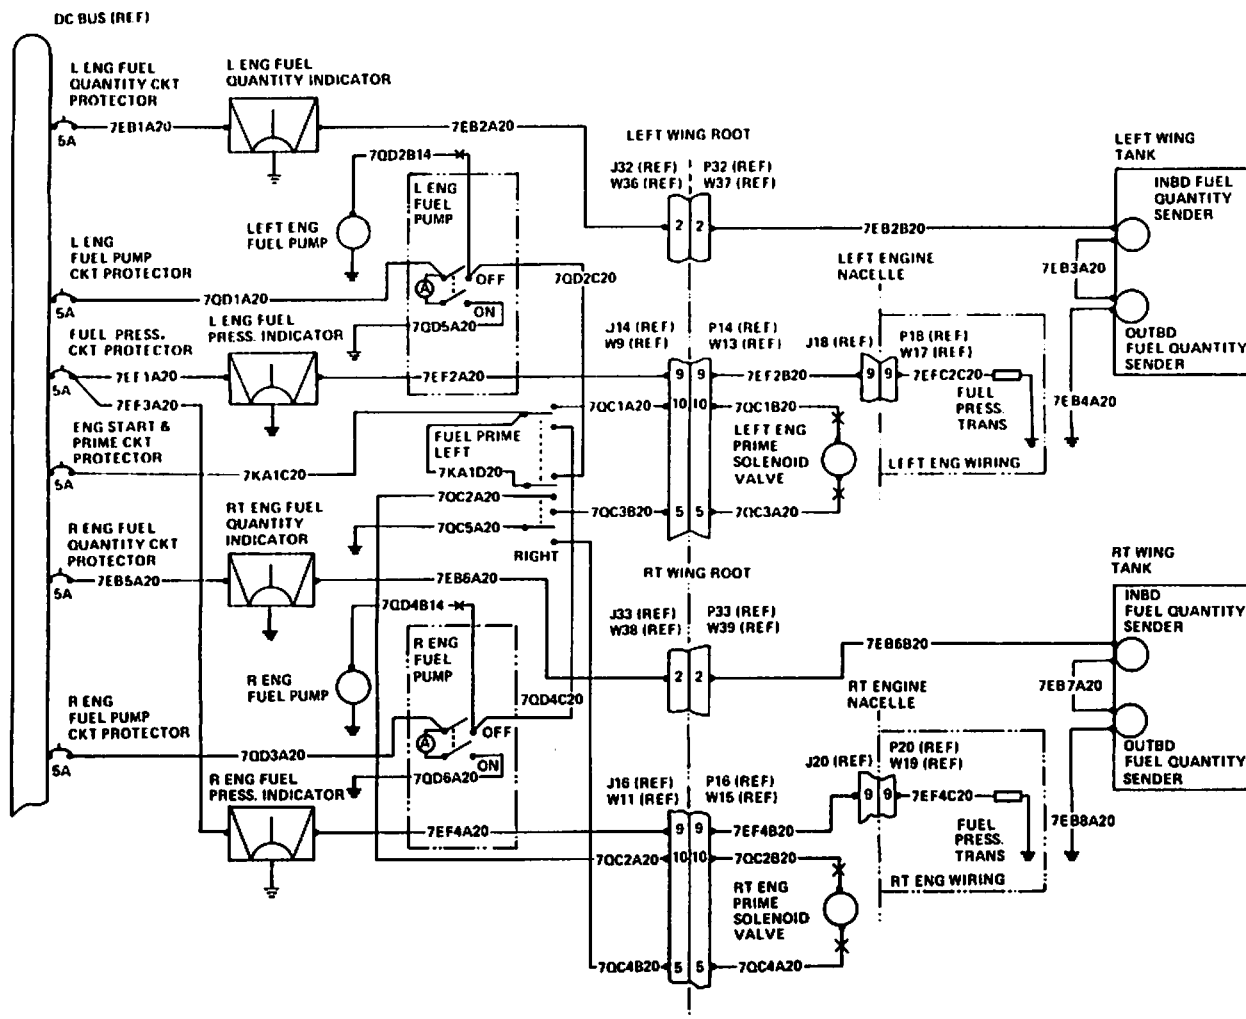 DC BUS (REF)
L ENG FUEL
QUANTITY CKT
PROTECTOR
5A
7EB1A20
L ENG FUEL
QUANTITY INDICATOR
7EB2A20
7QD2B14
LEFT ENG
FUEL PUMP
L ENG
FUEL
PUMP
A
OFF
ON
7QD2C20
L ENG
FUEL PUMP
CKT PROTECTOR
5A
7QD1A20
7QD5A20
FUEL PRESS.
CKT PROTECTOR
5A
L ENG FUEL
PRESS. INDICATOR
7EF1A20
7EF2A20
7EF3A20
ENG START &
PRIME CKT
PROTECTOR
5A
7KA1C20
FUEL PRIME
LEFT
7KA1D20
7QC2A20
7QC5A20
RIGHT
7QC1A20
7QC3B20
LEFT WING ROOT
J32 (REF)
W36 (REF)
P32 (REF)
W37 (REF)
2 2
7EB2B20
LEFT WING
TANK
INBD FUEL
QUANTITY
SENDER
7EB3A20
OUTBD
FUEL QUANTITY
SENDER
7EB4A20
LEFT ENGINE
NACELLE
J14 (REF)
W9 (REF)
P14 (REF)
W13 (REF)
J18 (REF)
P18 (REF)
W17 (REF)
9 9
7EF2B20
9 9
7EFC2C20
FULL
PRESS.
TRANS
10 10
7QC1B20
LEFT ENG
PRIME
SOLENOID
VALVE
LEFT ENG WIRING
5 5
7QC3A20
R ENG FUEL
QUANTITY CKT
PROTECTOR
5A
7EB5A20
RT ENG FUEL
QUANTITY
INDICATOR
7EB6A20
7QD4B14
R ENG
FUEL PUMP
R ENG
FUEL
PUMP
A
OFF
ON
7QD4C20
R ENG
FUEL PUMP
CKT PROTECTOR
5A
7QD3A20
7QD6A20
R ENG FUEL
PRESS. INDICATOR
7EF4A20
7QC2A20
7QC4B20
RT WING ROOT
J33 (REF)
W38 (REF)
P33 (REF)
W39 (REF)
2 2
7EB6B20
RT WING
TANK
INBD
FUEL QUANTITY
SENDER
7EB7A20
OUTBD
FUEL QUANTITY
SENDER
7EB8A20
RT ENGINE
NACELLE
J16 (REF)
W11 (REF)
P16 (REF)
W15 (REF)
J20 (REF)
P20 (REF)
W19 (REF)
9 9
7EF4B20
9 9
7EF4C20
FUEL
PRESS.
TRANS
10 10
7QC2B20
RT ENG
PRIME
SOLENOID
VALVE
RT ENG WIRING
5 5
7QC4A20